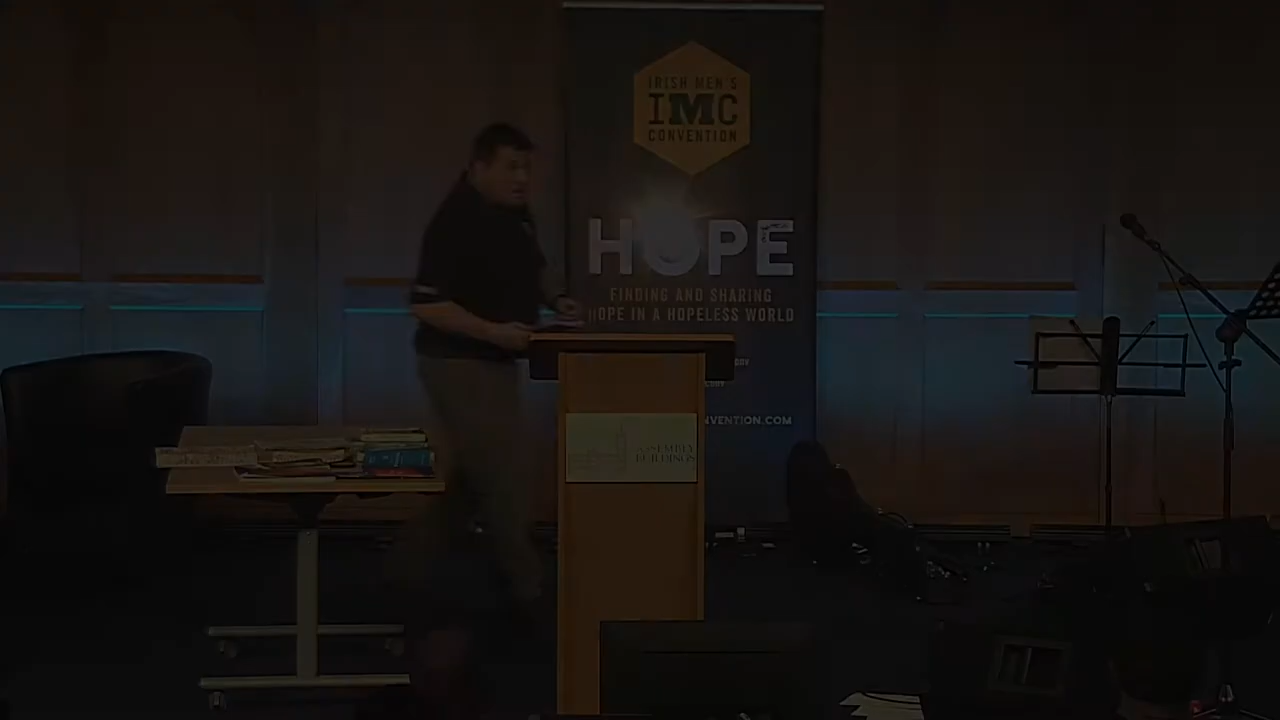 IRISH MEN'S
IMC
CONVENTION
HOPE
FINDING AND SHARING
HOPE IN A HOPELESS WORLD
NVENTION.COM
ASSEMBLY
BUILDINGS